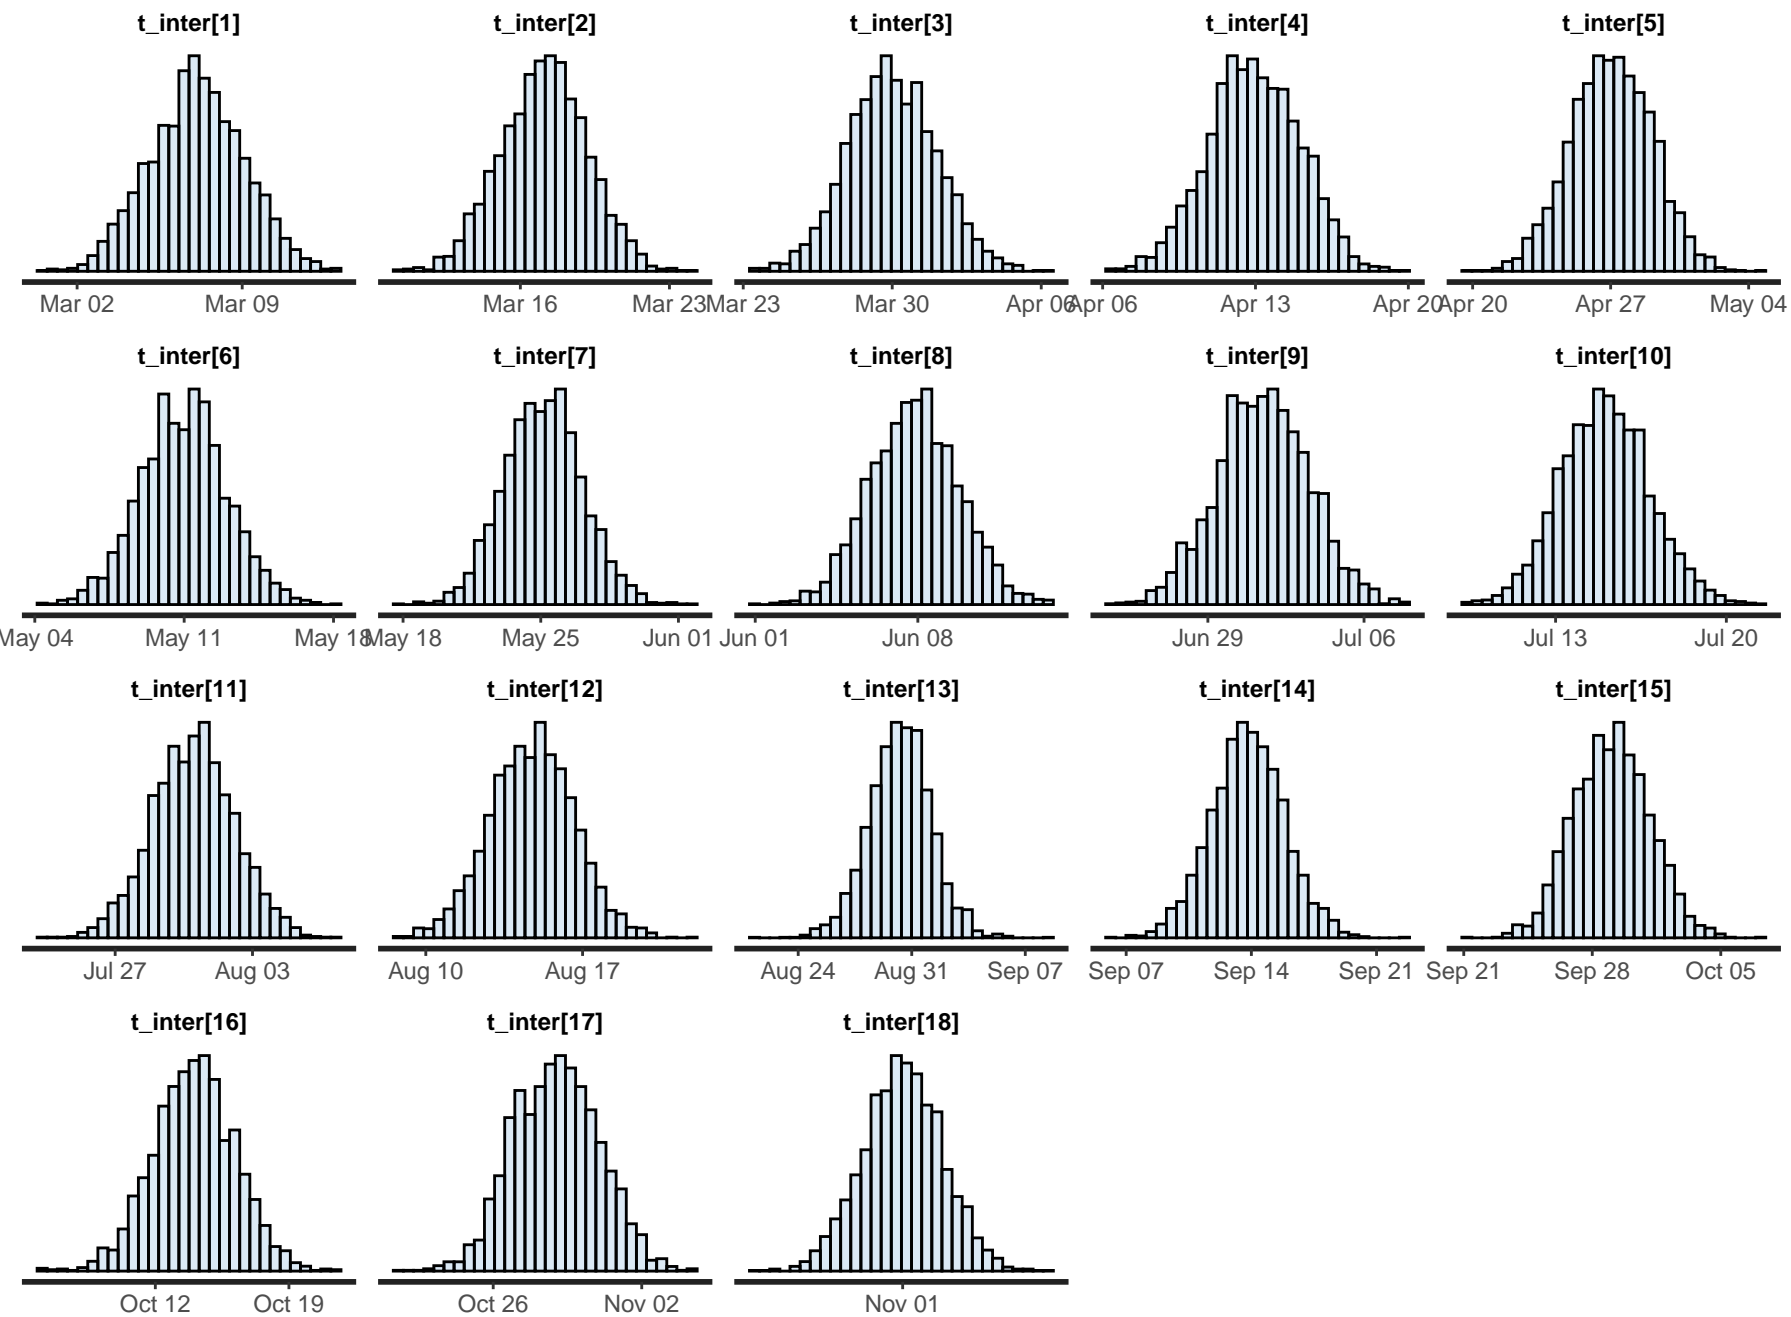 t_inter[1] t_inter[2] t_inter[3] t_inter[4] t_inter[5]
Mar 02 Mar 09 Mar 16 Mar 23 Mar 23 Mar 30 Apr 06 Apr 06 Apr 13 Apr 20 Apr 20 Apr 27 May 04
t_inter[6] t_inter[7] t_inter[8] t_inter[9] t_inter[10]
May 04 May 11 May 18 May 18 May 25 Jun 01 Jun 01 Jun 08 Jun 29 Jul 06 Jul 13 Jul 20
t_inter[11] t_inter[12] t_inter[13] t_inter[14] t_inter[15]
Jul 27 Aug 03 Aug 10 Aug 17 Aug 24 Aug 31 Sep 07 Sep 07 Sep 14 Sep 21 Sep 21 Sep 28 Oct 05
t_inter[16] t_inter[17] t_inter[18]
Oct 12 Oct 19 Oct 26 Nov 02 Nov 01